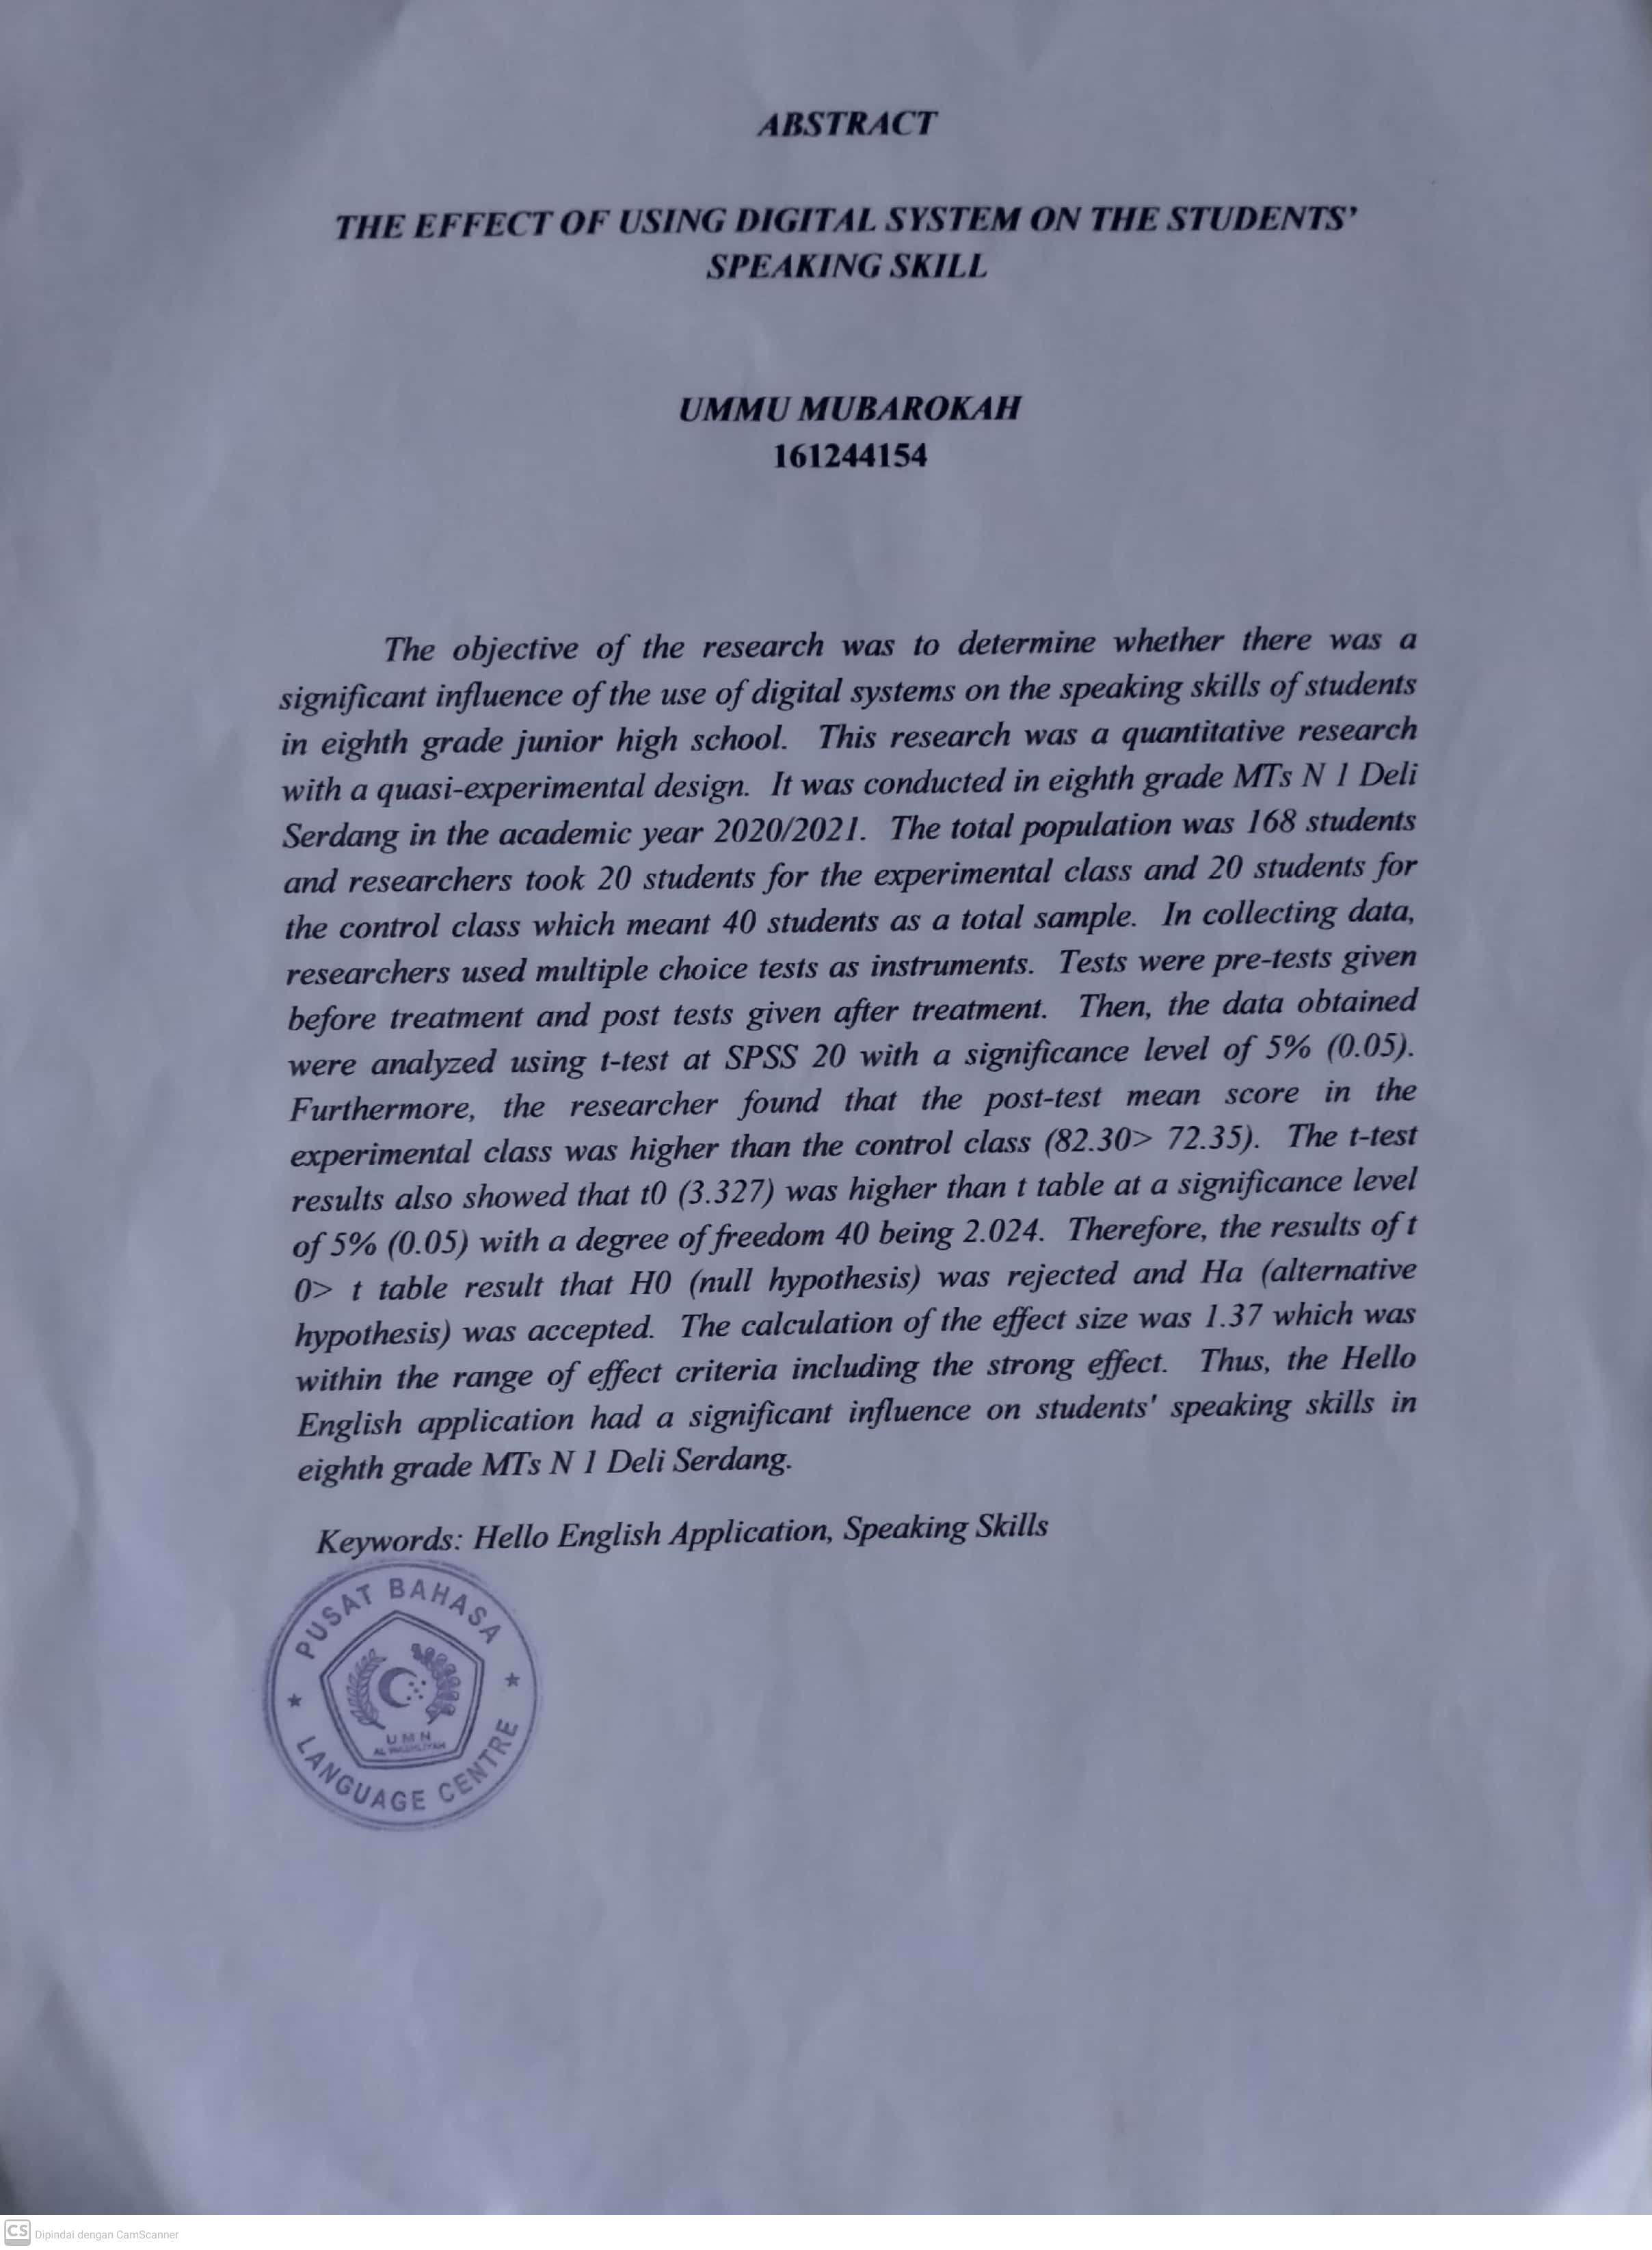 ABSTRACT
THE EFFECT OF USING DIGITAL SYSTEM ON THE STUDENTS’
SPEAKING SKILL
UMMU MUBAROKAH
161244154
The objective of the research was to determine whether there was a
significant influence of the use of digital systems on the speaking skills of students
in eighth grade junior high school. This research was a quantitative research
with a quasi-experimental design. It was conducted in eighth grade MTs N 1 Deli
Serdang in the academic year 2020/2021. The total population was 168 students
and researchers took 20 students for the experimental class and 20 students for
the control class which meant 40 students as a total sample. In collecting data,
researchers used multiple choice tests as instruments. Tests were pre-tests given
before treatment and post tests given after treatment. Then, the data obtained
were analyzed using t-test at SPSS 20 with a significance level of 5% (0.05).
Furthermore, the researcher found that the post-test mean score in the
experimental class was higher than the control class (82.30> 72.35). The t-test
results also showed that t0 (3.327) was higher than t table at a significance level
of 5% (0.05) with a degree of freedom 40 being 2.024. Therefore, the results of t
0> t table result that H0 (null hypothesis) was rejected and Ha (alternative
hypothesis) was accepted. The calculation of the effect size was 1.37 which was
within the range of effect criteria including the strong effect. Thus, the Hello
English application had a significant influence on students' speaking skills in
eighth grade MTs N 1 Deli Serdang.
Keywords: Hello English Application, Speaking Skills
PUSAT BAHASA
UMN
AL WASHLIYAH
LANGUAGE CENTRE
CS Dipindai dengan CamScanner